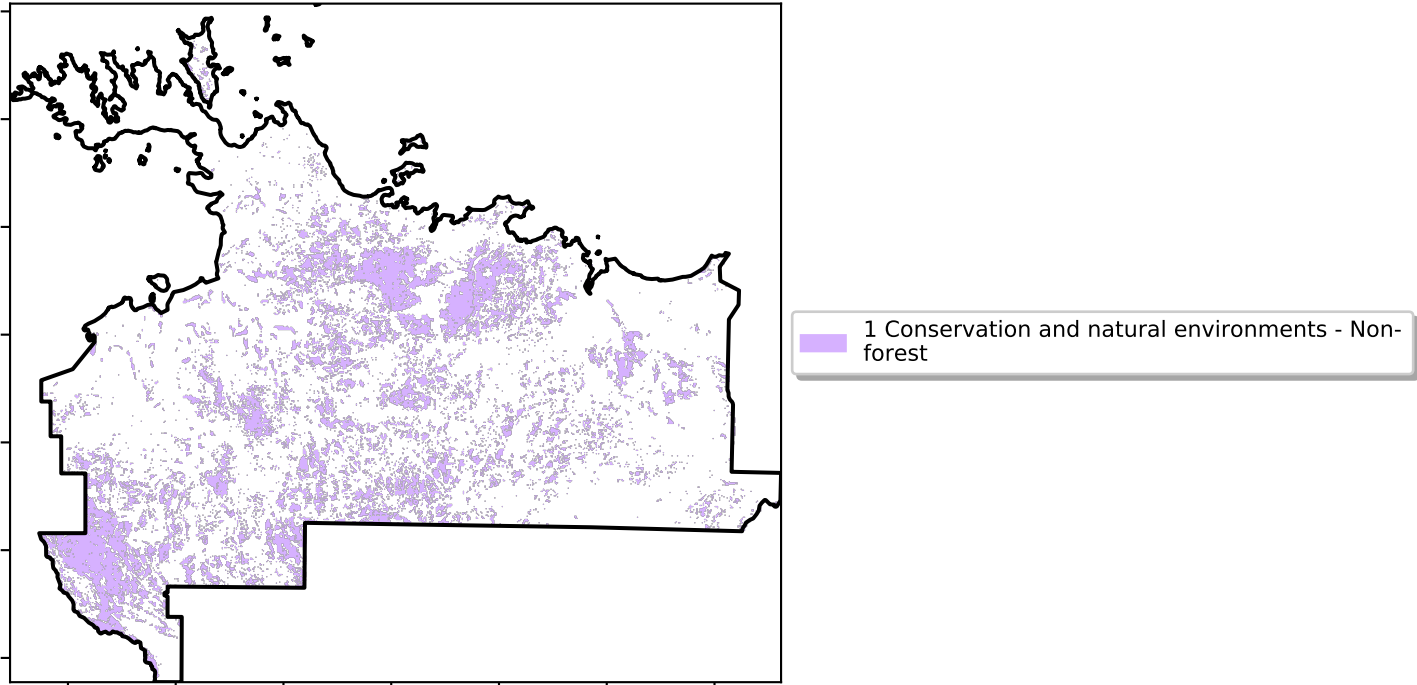 1 Conservation and natural environments - Non-
forest